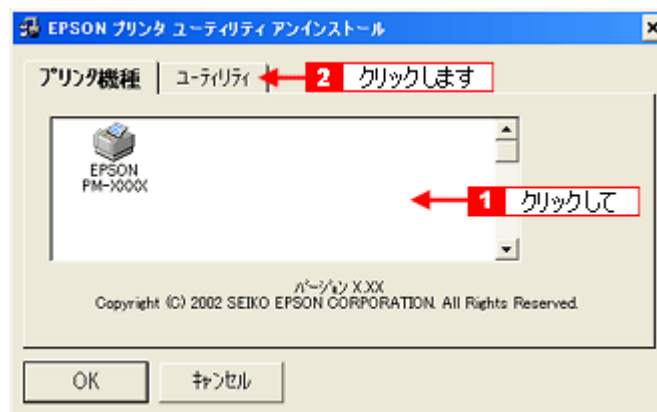 EPSON プリンタ ユーティリティ アンインストール
プリンタ機種 ユーティリティ 2 クリックします
EPSON
PM-XXXX
1 クリックして
バージョン X.XX
Copyright (C) 2002 SEIKO EPSON CORPORATION. All Rights Reserved.
OK キャンセル